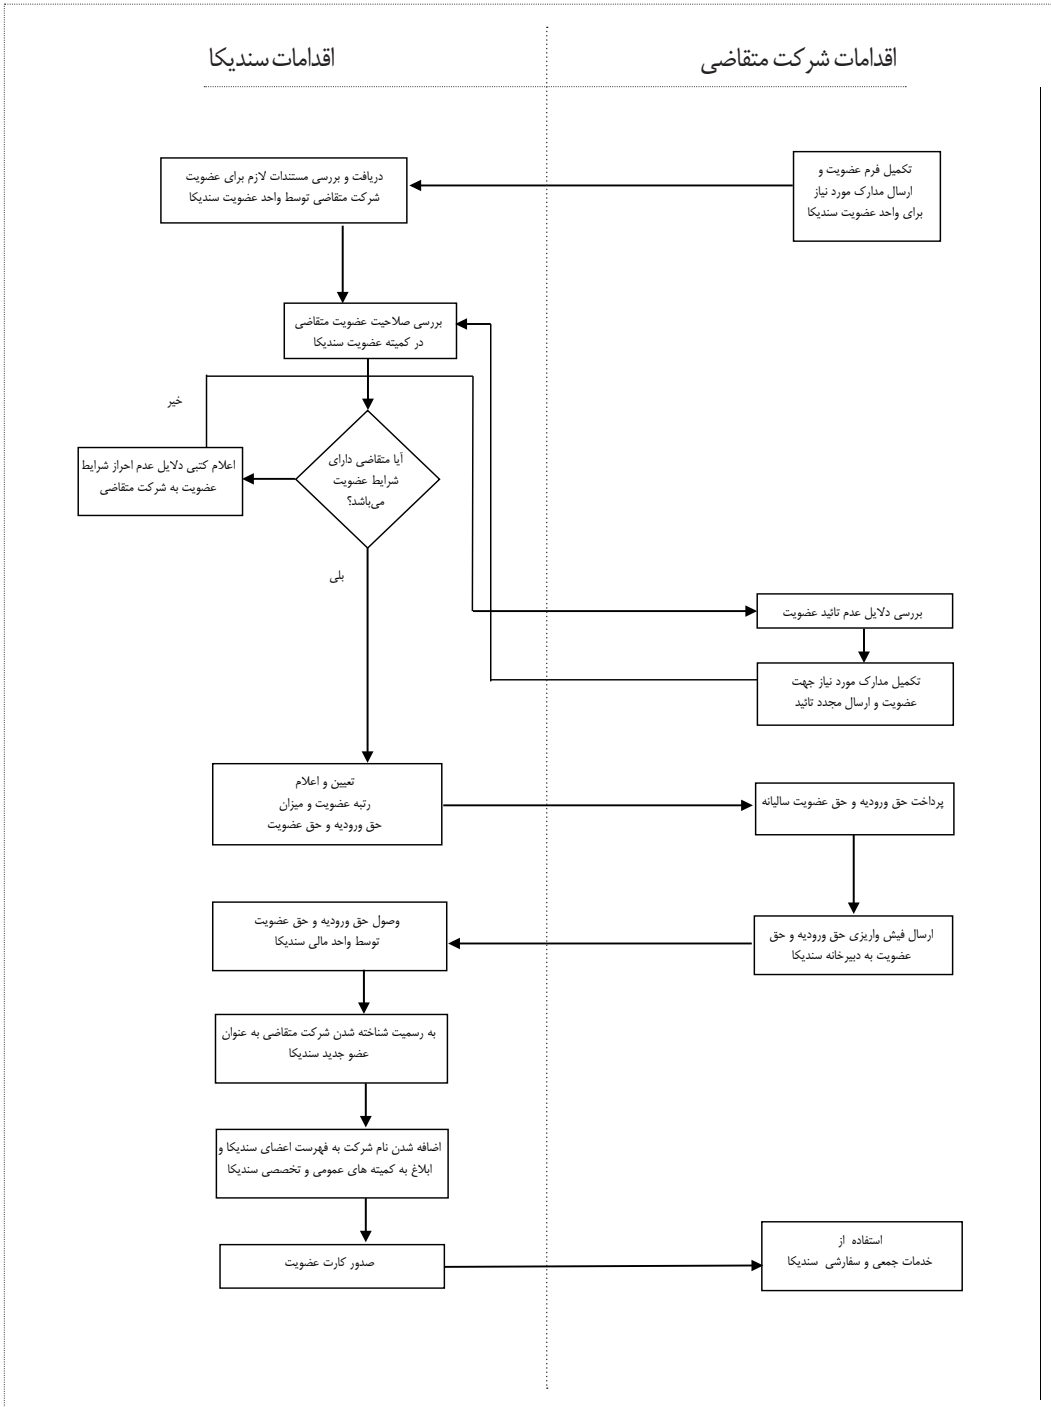 اقدامات شرکت متقاضی
اقدامات سندیکا
تکمیل فرم عضویت و
ارسال مدارک مورد نیاز
برای واحد عضویت سندیکا
دریافت و بررسی مستندات لازم برای عضویت
شرکت متقاضی توسط واحد عضویت سندیکا
بررسی صلاحیت عضویت متقاضی
در کمیته عضویت سندیکا
خیر
آیا متقاضی دارای
شرایط عضویت
می‌باشد؟
اعلام کتبی دلایل عدم احراز شرایط
عضویت به شرکت متقاضی
بلی
بررسی دلایل عدم تائید عضویت
تکمیل مدارک مورد نیاز جهت
عضویت و ارسال مجدد تائید
تعیین و اعلام
رتبه عضویت و میزان
حق ورودیه و حق عضویت
پرداخت حق ورودیه و حق عضویت سالیانه
ارسال فیش واریزی حق ورودیه و حق
عضویت به دبیرخانه سندیکا
وصول حق ورودیه و حق عضویت
توسط واحد مالی سندیکا
به رسمیت شناخته شدن شرکت متقاضی به عنوان
عضو جدید سندیکا
اضافه شدن نام شرکت به فهرست اعضای سندیکا و
ابلاغ به کمیته های عمومی و تخصصی سندیکا
صدور کارت عضویت
استفاده از
خدمات جمعی و سفارشی سندیکا